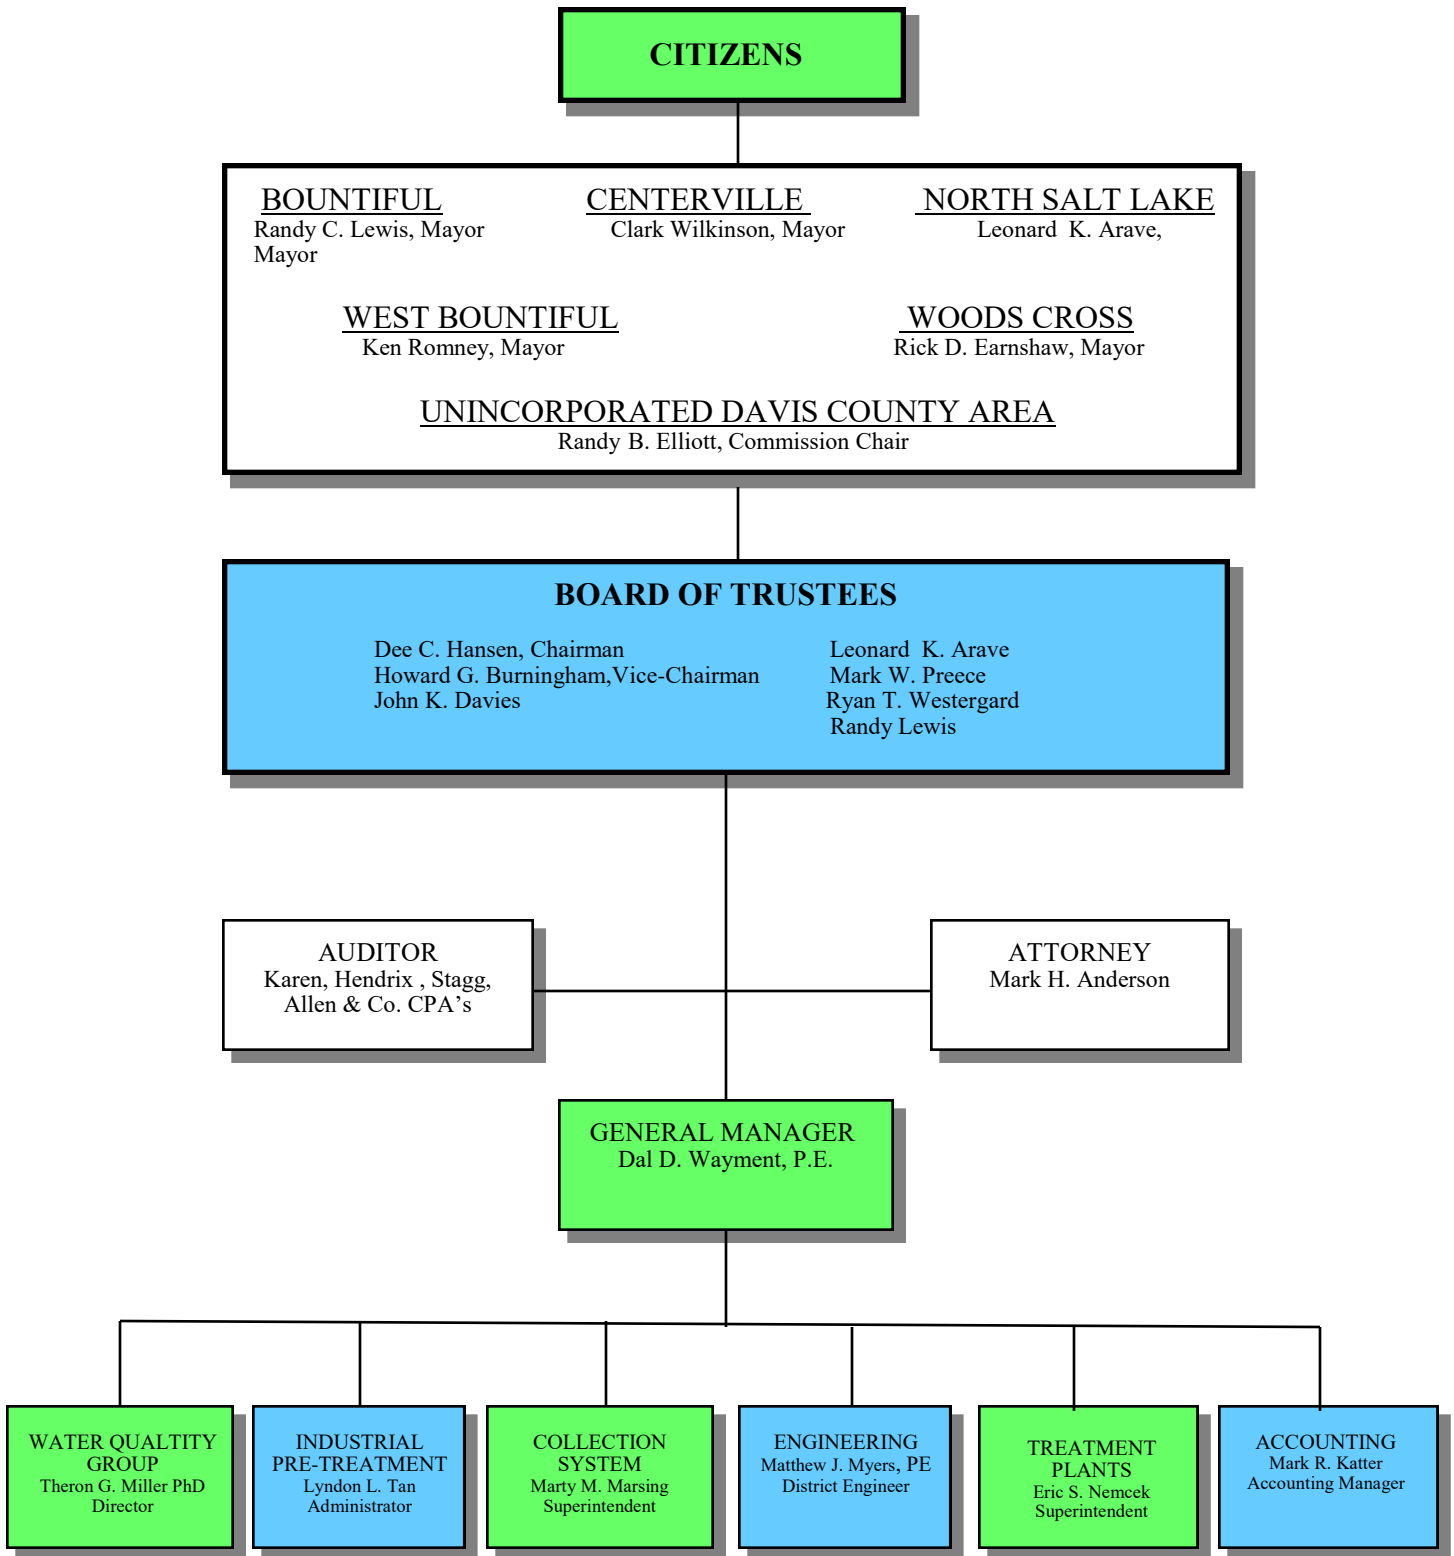 CITIZENS
BOUNTIFUL
Randy C. Lewis, Mayor
Mayor
CENTERVILLE
Clark Wilkinson, Mayor
NORTH SALT LAKE
Leonard K. Arave,
WEST BOUNTIFUL
Ken Romney, Mayor
WOODS CROSS
Rick D. Earnshaw, Mayor
UNINCORPORATED DAVIS COUNTY AREA
Randy B. Elliott, Commission Chair
BOARD OF TRUSTEES
Dee C. Hansen, Chairman
Howard G. Burningham,Vice-Chairman
John K. Davies
Leonard K. Arave
Mark W. Preece
Ryan T. Westergard
Randy Lewis
AUDITOR
Karen, Hendrix , Stagg,
Allen & Co. CPA’s
ATTORNEY
Mark H. Anderson
GENERAL MANAGER
Dal D. Wayment, P.E.
WATER QUALTITY
GROUP
Theron G. Miller PhD
Director
INDUSTRIAL
PRE-TREATMENT
Lyndon L. Tan
Administrator
COLLECTION
SYSTEM
Marty M. Marsing
Superintendent
ENGINEERING
Matthew J. Myers, PE
District Engineer
TREATMENT
PLANTS
Eric S. Nemcek
Superintendent
ACCOUNTING
Mark R. Katter
Accounting Manager